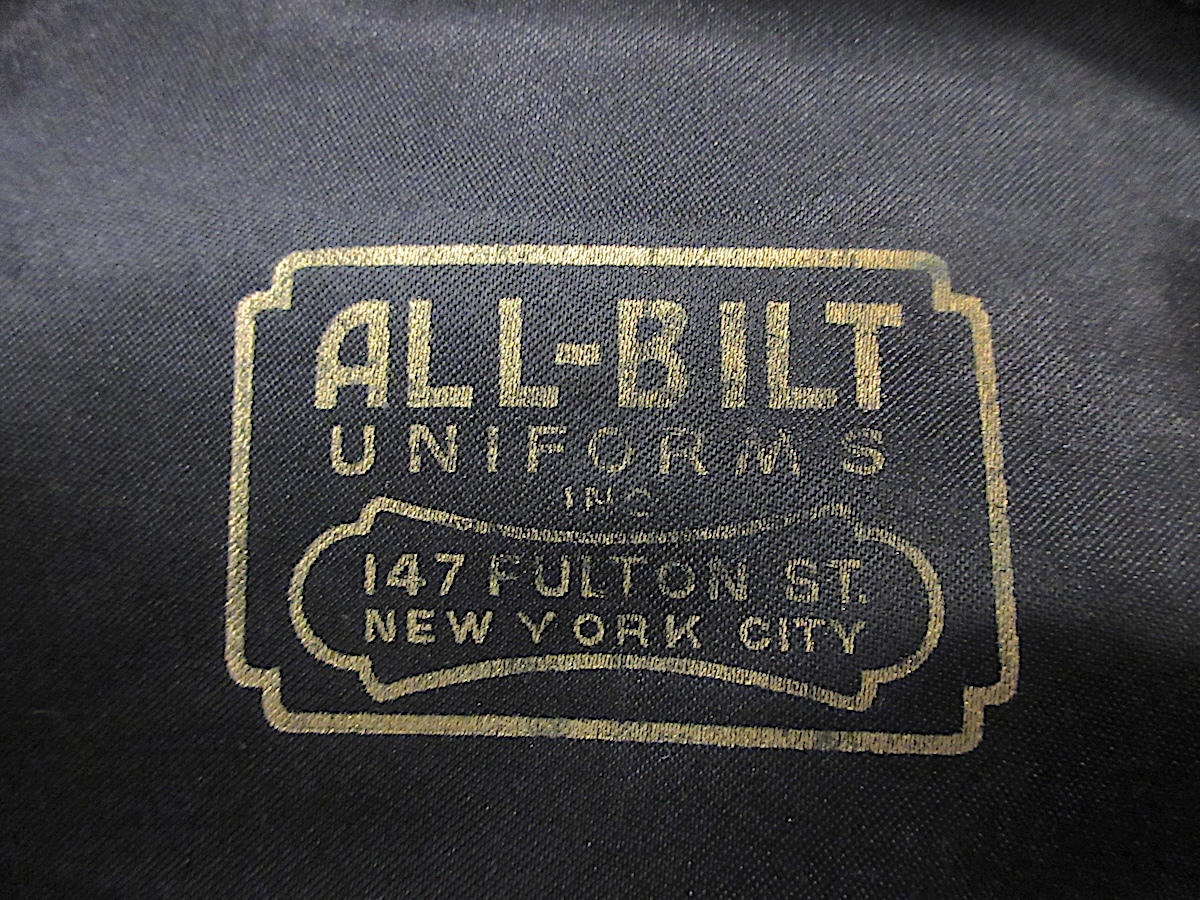 ALL-BILT
UNIFORMS
INC
147 FULTON ST.
NEW YORK CITY